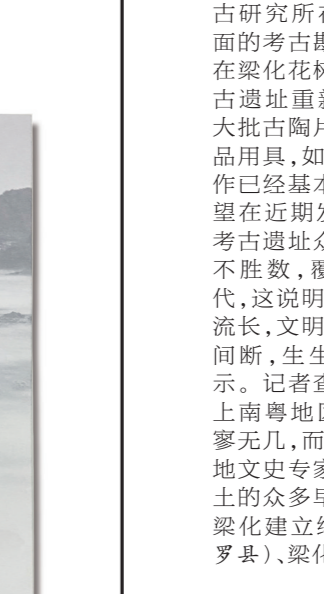 古研究所在
面的考古勘
在梁化花树
古遗址重新
大批古陶片
品用具，如
作已经基本
望在近期发
考古遗址众
不胜数，覆
代，这说明
流长，文明
间断，生生
示。记者查
上南粤地区
寥无几，而
地文史专家
土的众多早
梁化建立缚
罗县）、梁化